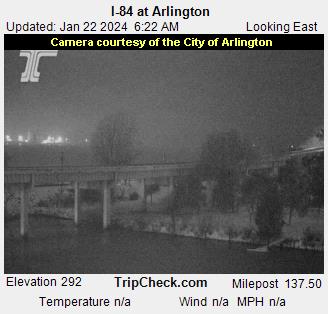 I-84 at Arlington
Updated: Jan 22 2024 6:22 AM Looking East
Camera courtesy of the City of Arlington
Elevation 292 TripCheck.com Milepost 137.50
Temperature n/a Wind n/a MPH n/a